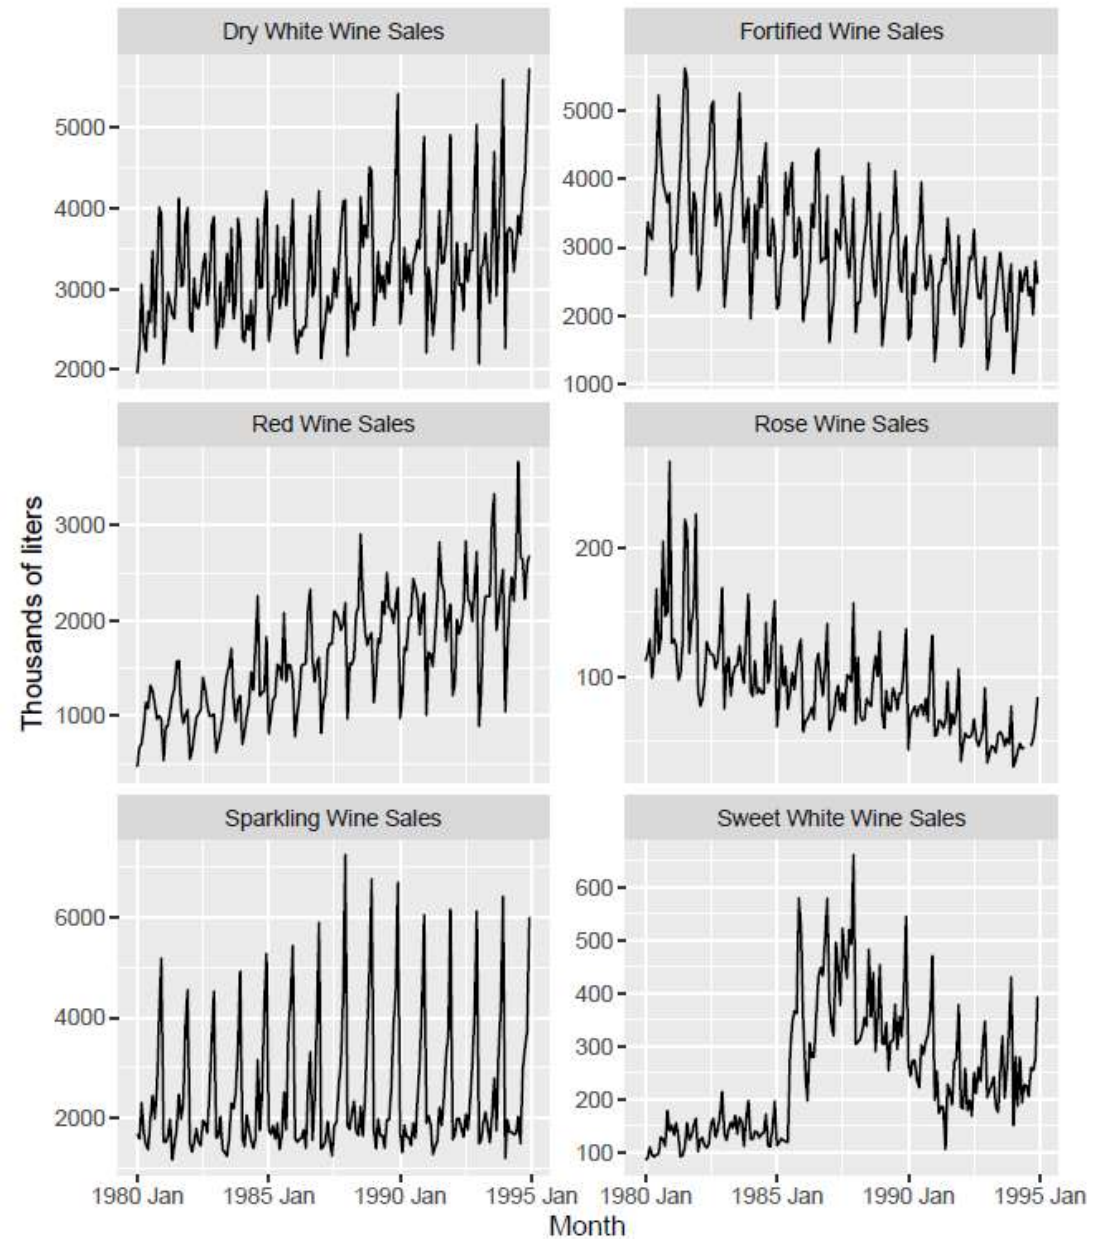 Dry White Wine Sales
Fortified Wine Sales
5000
4000
3000
2000
5000
4000
3000
2000
1000
Red Wine Sales
Rose Wine Sales
3000
2000
1000
200
100
Sparkling Wine Sales
Sweet White Wine Sales
6000
4000
2000
600
500
400
300
200
100
1980 Jan 1985 Jan 1990 Jan 1995 Jan
1980 Jan 1985 Jan 1990 Jan 1995 Jan
Month
Thousands of liters